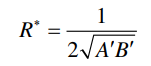 R* = 1 / (2√(A′B′))